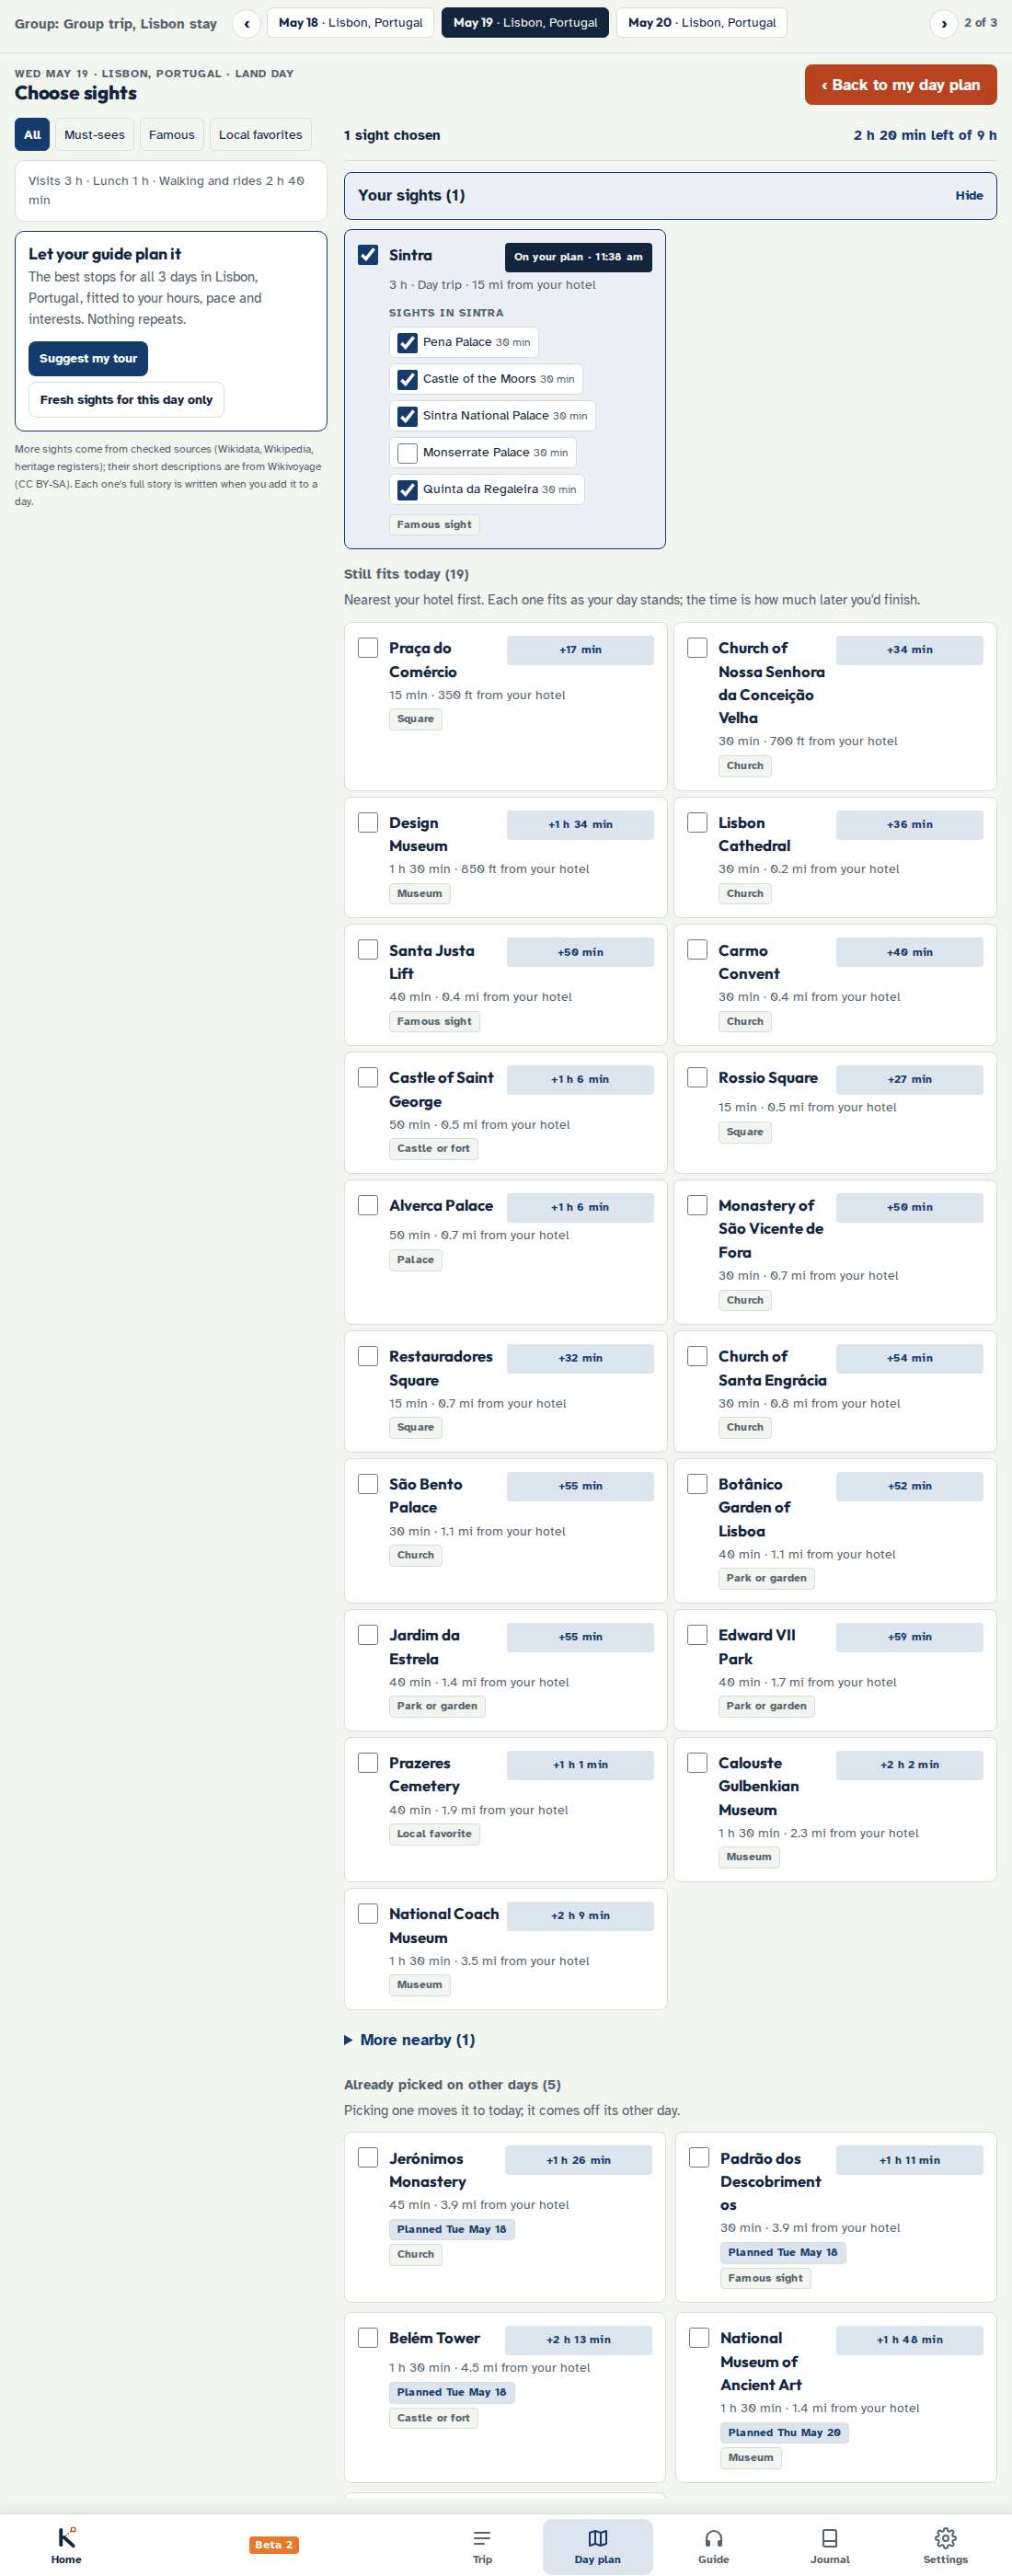 Group: Group trip, Lisbon stay
‹
May 18 · Lisbon, Portugal
May 19 · Lisbon, Portugal
May 20 · Lisbon, Portugal
›
2 of 3
WED MAY 19 · LISBON, PORTUGAL · LAND DAY
Choose sights
‹ Back to my day plan
All
Must-sees
Famous
Local favorites
Visits 3 h · Lunch 1 h · Walking and rides 2 h 40
min
Let your guide plan it
The best stops for all 3 days in Lisbon,
Portugal, fitted to your hours, pace and
interests. Nothing repeats.
Suggest my tour
Fresh sights for this day only
More sights come from checked sources (Wikidata, Wikipedia,
heritage registers); their short descriptions are from Wikivoyage
(CC BY-SA). Each one's full story is written when you add it to a
day.
1 sight chosen
2 h 20 min left of 9 h
Your sights (1)
Hide
Sintra
On your plan · 11:38 am
3 h · Day trip · 15 mi from your hotel
SIGHTS IN SINTRA
Pena Palace 30 min
Castle of the Moors 30 min
Sintra National Palace 30 min
Monserrate Palace 30 min
Quinta da Regaleira 30 min
Famous sight
Still fits today (19)
Nearest your hotel first. Each one fits as your day stands; the time is how much later you'd finish.
Praça do
Comércio
+17 min
15 min · 350 ft from your hotel
Square
Church of
Nossa Senhora
da Conceição
Velha
+34 min
30 min · 700 ft from your hotel
Church
Design
Museum
+1 h 34 min
1 h 30 min · 850 ft from your hotel
Museum
Lisbon
Cathedral
+36 min
30 min · 0.2 mi from your hotel
Church
Santa Justa
Lift
+50 min
40 min · 0.4 mi from your hotel
Famous sight
Carmo
Convent
+40 min
30 min · 0.4 mi from your hotel
Church
Castle of Saint
George
+1 h 6 min
50 min · 0.5 mi from your hotel
Castle or fort
Rossio Square
+27 min
15 min · 0.5 mi from your hotel
Square
Alverca Palace
+1 h 6 min
50 min · 0.7 mi from your hotel
Palace
Monastery of
São Vicente de
Fora
+50 min
30 min · 0.7 mi from your hotel
Church
Restauradores
Square
+32 min
15 min · 0.7 mi from your hotel
Square
Church of
Santa Engrácia
+54 min
30 min · 0.8 mi from your hotel
Church
São Bento
Palace
+55 min
30 min · 1.1 mi from your hotel
Church
Botânico
Garden of
Lisboa
+52 min
40 min · 1.1 mi from your hotel
Park or garden
Jardim da
Estrela
+55 min
40 min · 1.4 mi from your hotel
Park or garden
Edward VII
Park
+59 min
40 min · 1.7 mi from your hotel
Park or garden
Prazeres
Cemetery
+1 h 1 min
40 min · 1.9 mi from your hotel
Local favorite
Calouste
Gulbenkian
Museum
+2 h 2 min
1 h 30 min · 2.3 mi from your hotel
Museum
National Coach
Museum
+2 h 9 min
1 h 30 min · 3.5 mi from your hotel
Museum
More nearby (1)
Already picked on other days (5)
Picking one moves it to today; it comes off its other day.
Jerónimos
Monastery
+1 h 26 min
45 min · 3.9 mi from your hotel
Planned Tue May 18
Church
Padrão dos
Descobriment
os
+1 h 11 min
30 min · 3.9 mi from your hotel
Planned Tue May 18
Famous sight
Belém Tower
+2 h 13 min
1 h 30 min · 4.5 mi from your hotel
Planned Tue May 18
Castle or fort
National
Museum of
Ancient Art
+1 h 48 min
1 h 30 min · 1.4 mi from your hotel
Planned Thu May 20
Museum
Home
Beta 2
Trip
Day plan
Guide
Journal
Settings